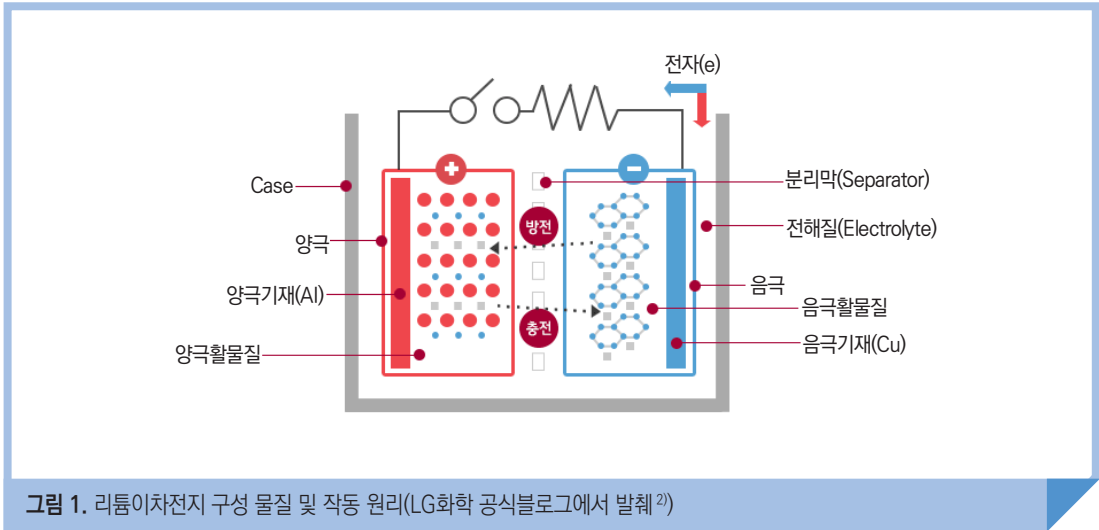 전자(e)
+
−
Case
분리막(Separator)
방전
전해질(Electrolyte)
양극
음극
양극기재(Al)
음극활물질
충전
음극기재(Cu)
양극활물질
그림 1. 리튬이차전지 구성 물질 및 작동 원리(LG화학 공식블로그에서 발췌 2))